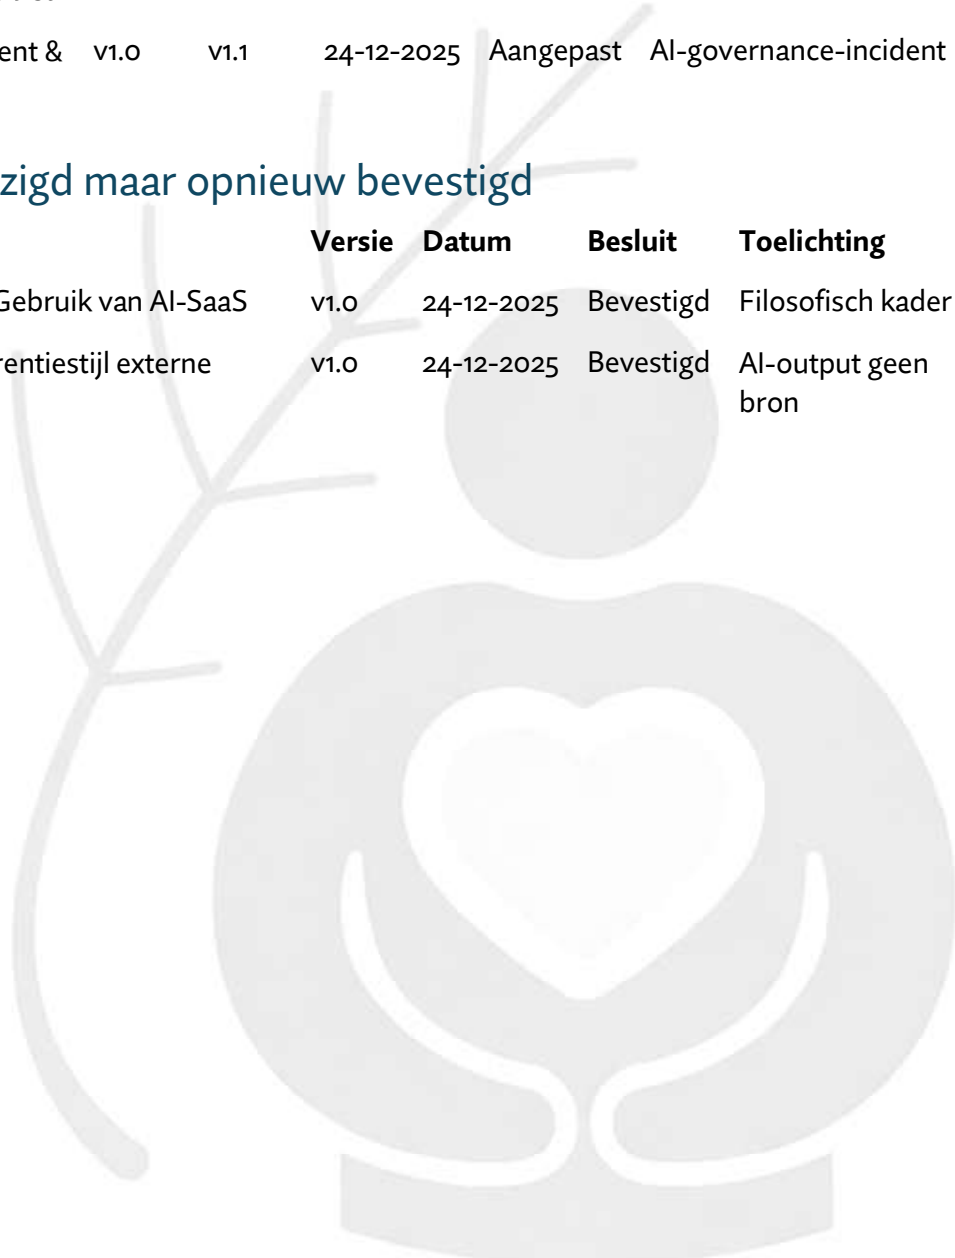 ent & v1.0 v1.1 24-12-2025 Aangepast AI-governance-incident
zigd maar opnieuw bevestigd
Versie Datum Besluit Toelichting
Gebruik van AI-SaaS v1.0 24-12-2025 Bevestigd Filosofisch kader
rentiestijl externe v1.0 24-12-2025 Bevestigd AI-output geen
bron